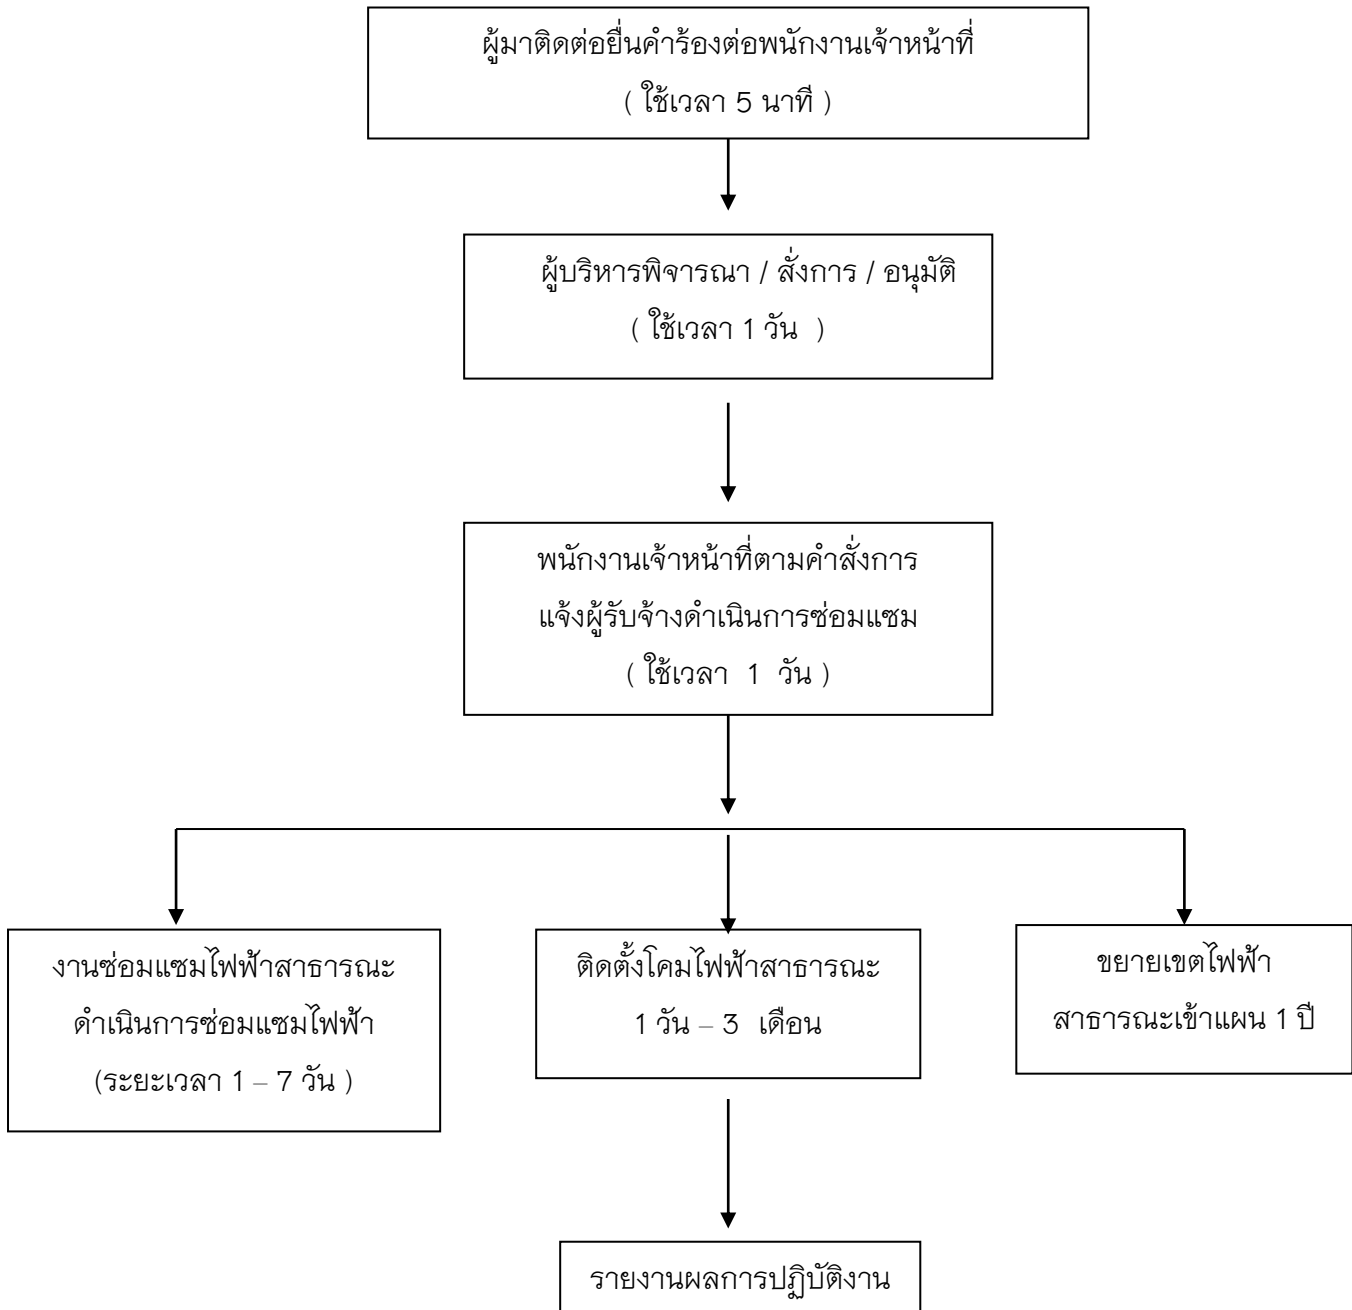 ผู้มาติดต่อยื่นคำร้องต่อพนักงานเจ้าหน้าที่
( ใช้เวลา 5 นาที )
ผู้บริหารพิจารณา / สั่งการ / อนุมัติ
( ใช้เวลา 1 วัน )
พนักงานเจ้าหน้าที่ตามคำสั่งการ
แจ้งผู้รับจ้างดำเนินการซ่อมแซม
( ใช้เวลา 1 วัน )
งานซ่อมแซมไฟฟ้าสาธารณะ
ดำเนินการซ่อมแซมไฟฟ้า
(ระยะเวลา 1 – 7 วัน )
ติดตั้งโคมไฟฟ้าสาธารณะ
1 วัน – 3 เดือน
ขยายเขตไฟฟ้า
สาธารณะเข้าแผน 1 ปี
รายงานผลการปฏิบัติงาน